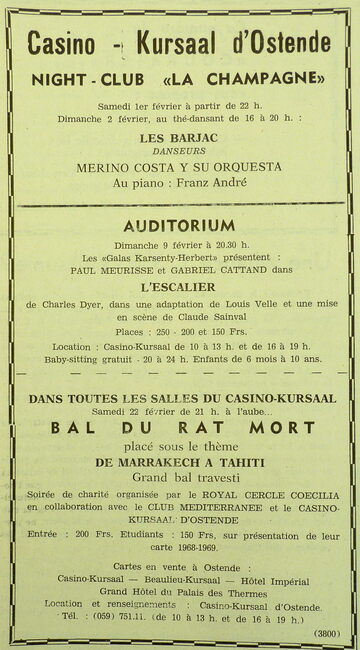 Casino - Kursaal d'Ostende
NIGHT - CLUB «LA CHAMPAGNE»
Samedi 1er février à partir de 22 h.
Dimanche 2 février, au thé-dansant de 16 à 20 h. :
LES BARJAC
DANSEURS
MERINO COSTA Y SU ORQUESTA
Au piano : Franz André
AUDITORIUM
Dimanche 9 février à 20.30 h.
Les «Galas Karsenty-Herbert» présentent :
PAUL MEURISSE et GABRIEL CATTAND dans
L'ESCALIER
de Charles Dyer, dans une adaptation de Louis Velle et une mise
en scène de Claude Sainval
Places : 250 - 200 et 150 Frs.
Location : Casino-Kursaal de 10 à 13 h. et de 16 à 19 h.
Baby-sitting gratuit - 20 à 24 h. Enfants de 6 mois à 10 ans.
DANS TOUTES LES SALLES DU CASINO-KURSAAL
Samedi 22 février de 21 h. à l'aube...
BAL DU RAT MORT
placé sous le thème
DE MARRAKECH A TAHITI
Grand bal travesti
Soirée de charité organisée par le ROYAL CERCLE COECILIA
en collaboration avec le CLUB MEDITERRANEE et le CASINO-
KURSAAL D'OSTENDE
Entrée : 200 Frs. Etudiants : 150 Frs, sur présentation de leur
carte 1968-1969.
Cartes en vente à Ostende :
Casino-Kursaal — Beaulieu-Kursaal — Hôtel Impérial
Grand Hôtel du Palais des Thermes
Location et renseignements : Casino-Kursaal d'Ostende.
Tél. : (059) 751.11. (de 10 à 13 h. et de 16 à 19 h.)
(3800)